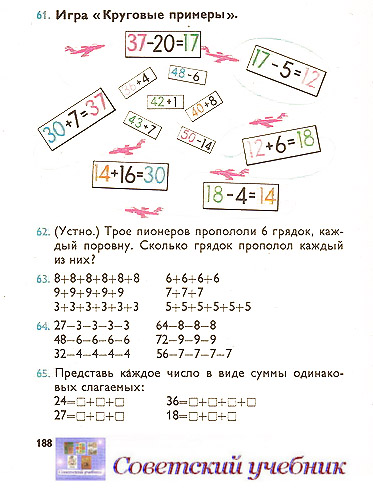 61. Игра «Круговые примеры».
37-20=17
17-5=12
36+4
48-6
42+1
40+8
30+7=37
43+7
50-14
12+6=18
14+16=30
18-4=14
62. (Устно.) Трое пионеров пропололи 6 грядок, каж-
дый поровну. Сколько грядок прополол каждый
из них?
63. 8+8+8+8+8+8 6+6+6+6
9+9+9+9+9 7+7+7
3+3+3+3+3+3 5+5+5+5+5+5
64. 27—3—3—3—3 64—8—8—8
48—6—6—6—6 72—9—9—9
32—4—4—4—4 56—7—7—7—7
65. Представь каждое число в виде суммы одинако-
вых слагаемых:
24=□+□+□ 36=□+□+□+□
27=□+□+□ 18=□+□
188
Советский учебник